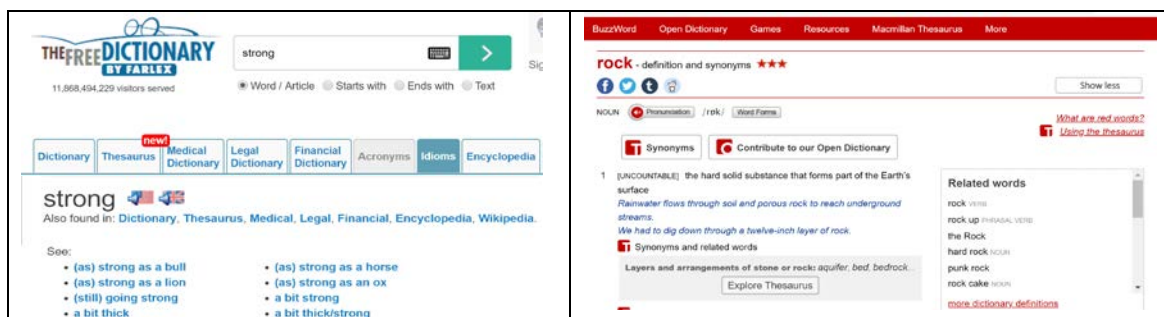 THEFREEDICTIONARY
BY FARLEX
11,868,494,229 visitors served
strong
Word / Article Starts with Ends with Text
new!
Dictionary Thesaurus Medical Dictionary Legal Dictionary Financial Dictionary Acronyms Idioms Encyclopedia
strong
Also found in: Dictionary, Thesaurus, Medical, Legal, Financial, Encyclopedia, Wikipedia.
See:
• (as) strong as a bull
• (as) strong as a lion
• (still) going strong
• a bit thick
• (as) strong as a horse
• (as) strong as an ox
• a bit strong
• a bit thick/strong
BuzzWord Open Dictionary Games Resources Macmillan Thesaurus More
rock - definition and synonyms ★★★
Show less
NOUN Pronunciation /rɒk/ Word Forms
What are red words?
Using the thesaurus
T Synonyms Contribute to our Open Dictionary
1 [UNCOUNTABLE] the hard solid substance that forms part of the Earth's
surface
Rainwater flows through soil and porous rock to reach underground
streams.
We had to dig down through a twelve-inch layer of rock.
T Synonyms and related words
Layers and arrangements of stone or rock: aquifer, bed, bedrock...
Explore Thesaurus
Related words
rock VERB
rock up PHRASAL VERB
the Rock
hard rock NOUN
punk rock
rock cake NOUN
more dictionary definitions